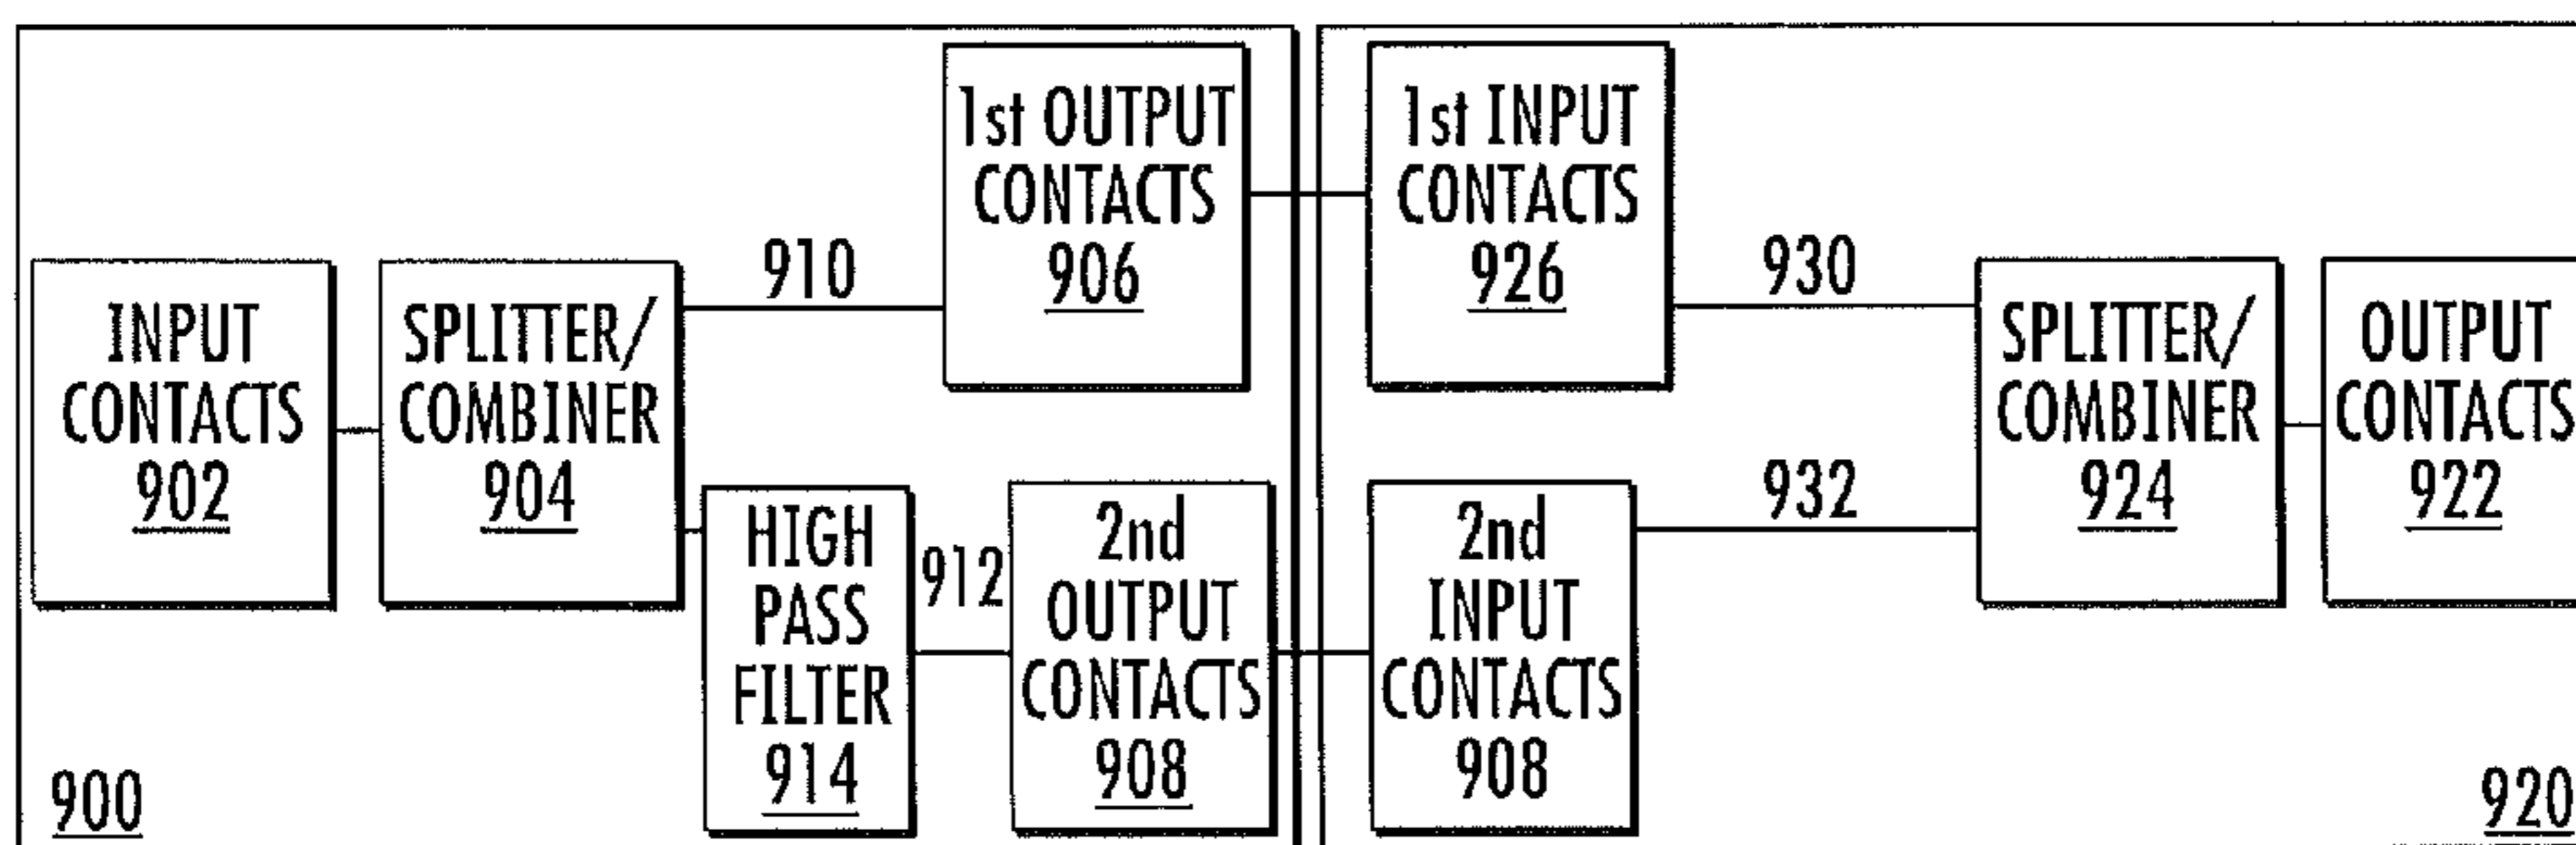 INPUT
CONTACTS
902
SPLITTER/
COMBINER
904
910
1st OUTPUT
CONTACTS
906
HIGH
PASS
FILTER
914
912
2nd
OUTPUT
CONTACTS
908
900
1st INPUT
CONTACTS
926
930
2nd
INPUT
CONTACTS
908
932
SPLITTER/
COMBINER
924
OUTPUT
CONTACTS
922
920